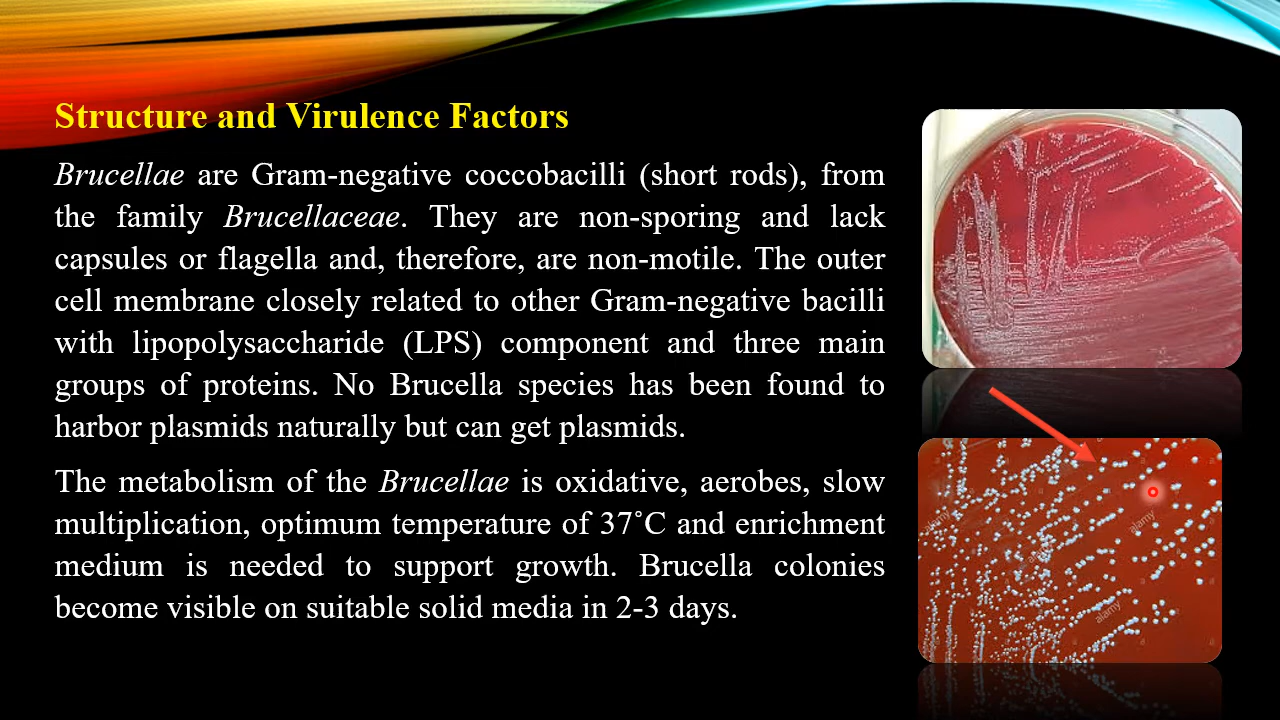 Structure and Virulence Factors
Brucellae are Gram-negative coccobacilli (short rods), from
the family Brucellaceae. They are non-sporing and lack
capsules or flagella and, therefore, are non-motile. The outer
cell membrane closely related to other Gram-negative bacilli
with lipopolysaccharide (LPS) component and three main
groups of proteins. No Brucella species has been found to
harbor plasmids naturally but can get plasmids.
The metabolism of the Brucellae is oxidative, aerobes, slow
multiplication, optimum temperature of 37˚C and enrichment
medium is needed to support growth. Brucella colonies
become visible on suitable solid media in 2-3 days.
alamy
alamy
alamy
alamy